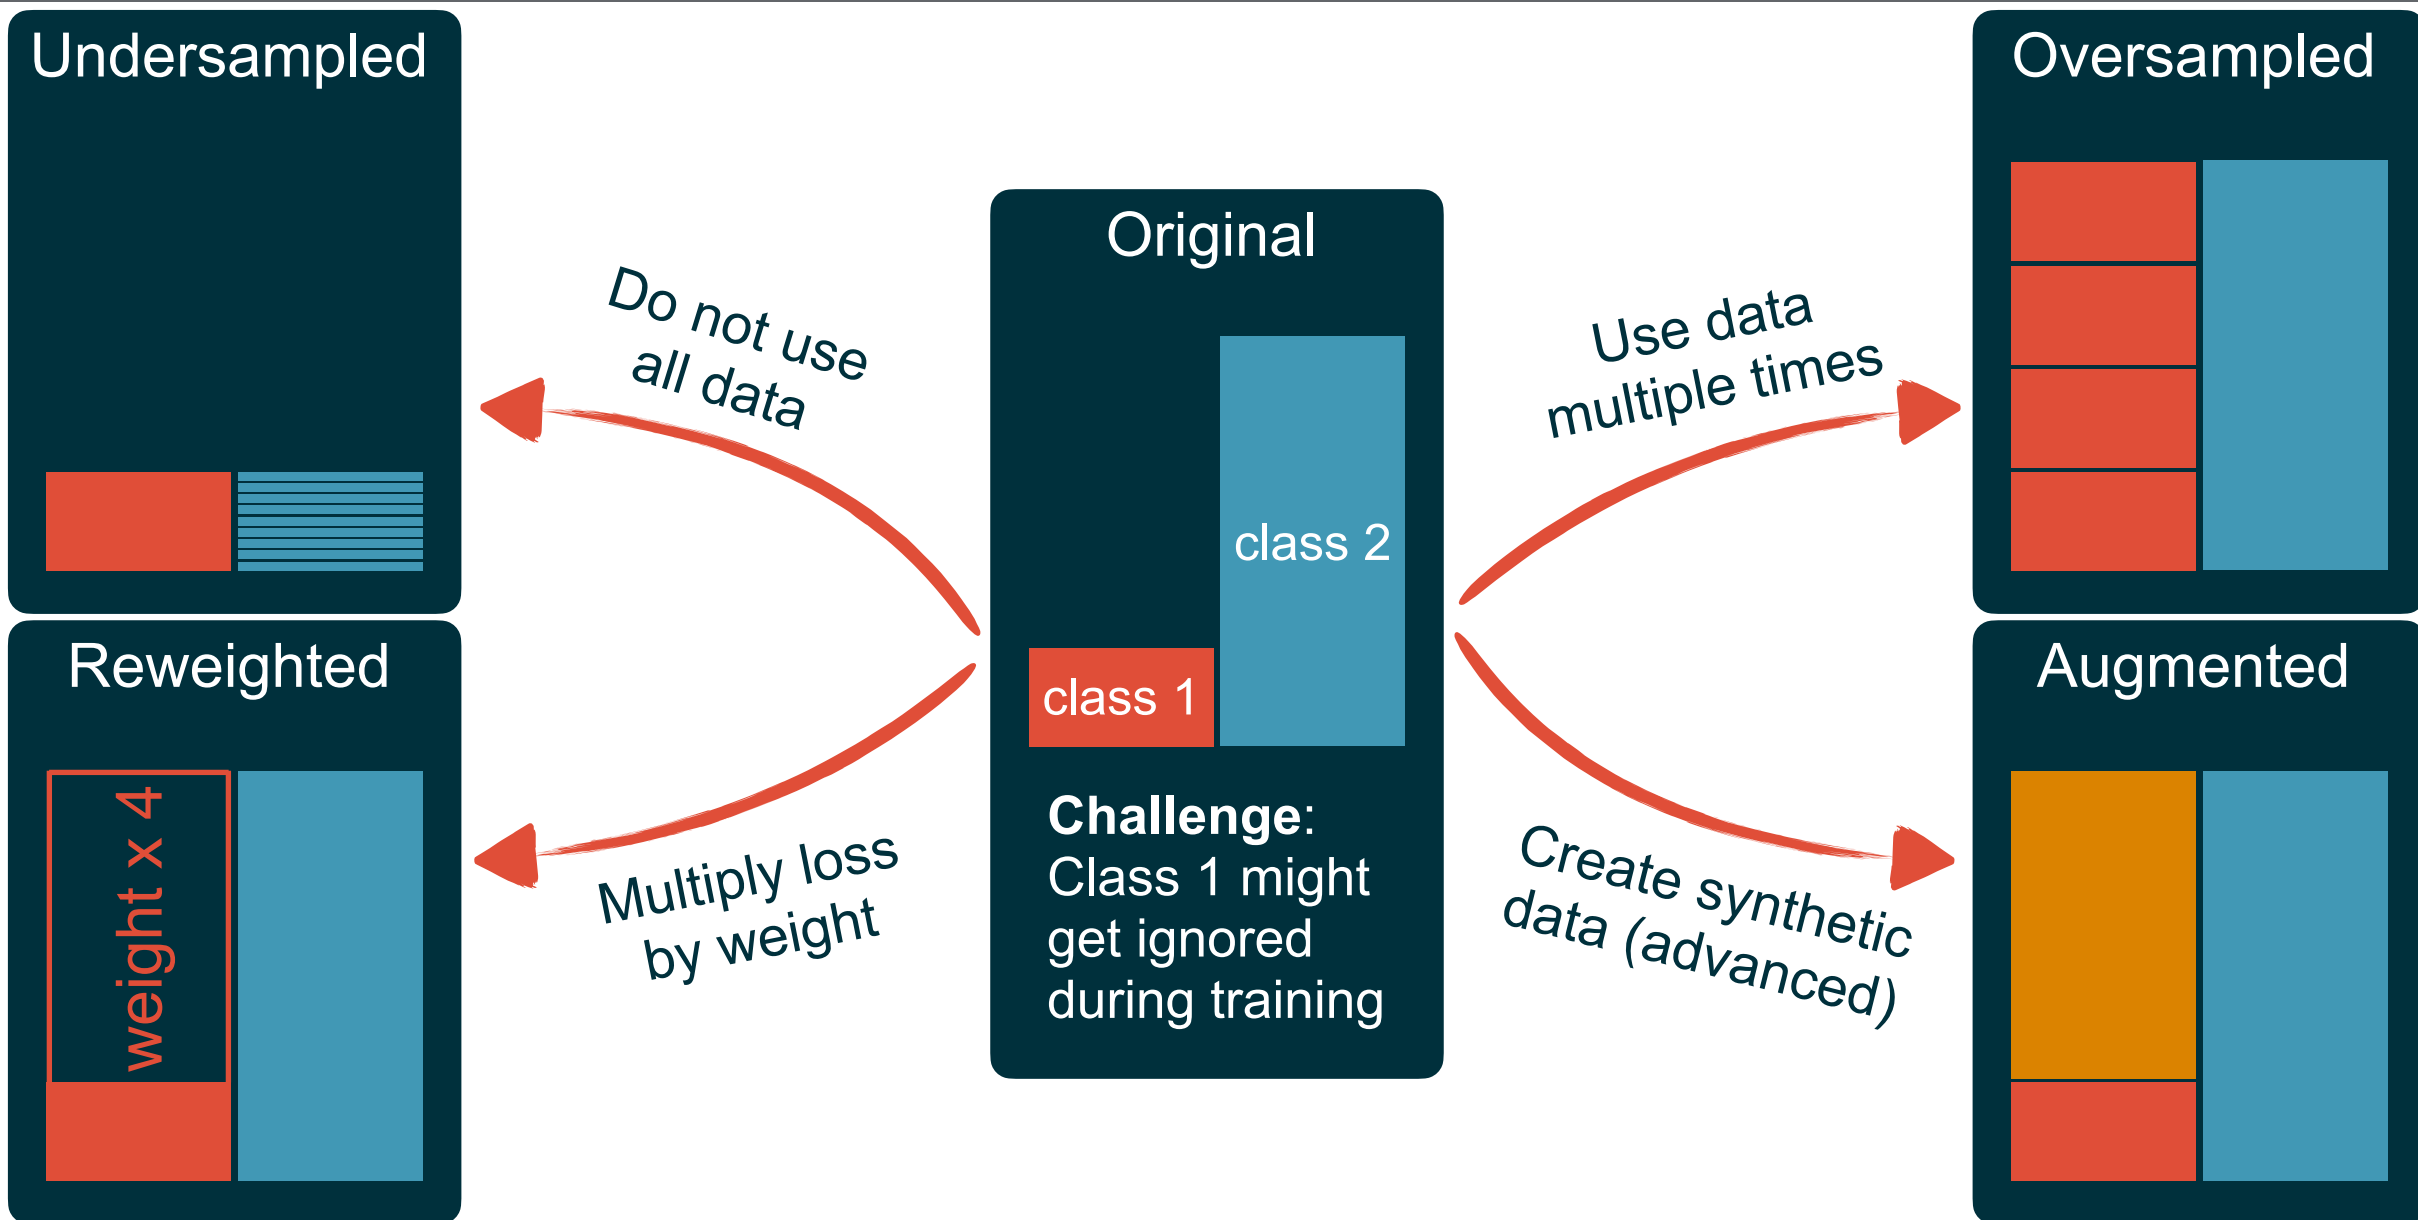 Undersampled
Do not use
all data
Reweighted
weight x 4
Multiply loss
by weight
Original
class 2
class 1
Challenge:
Class 1 might
get ignored
during training
Oversampled
Use data
multiple times
Augmented
Create synthetic
data (advanced)